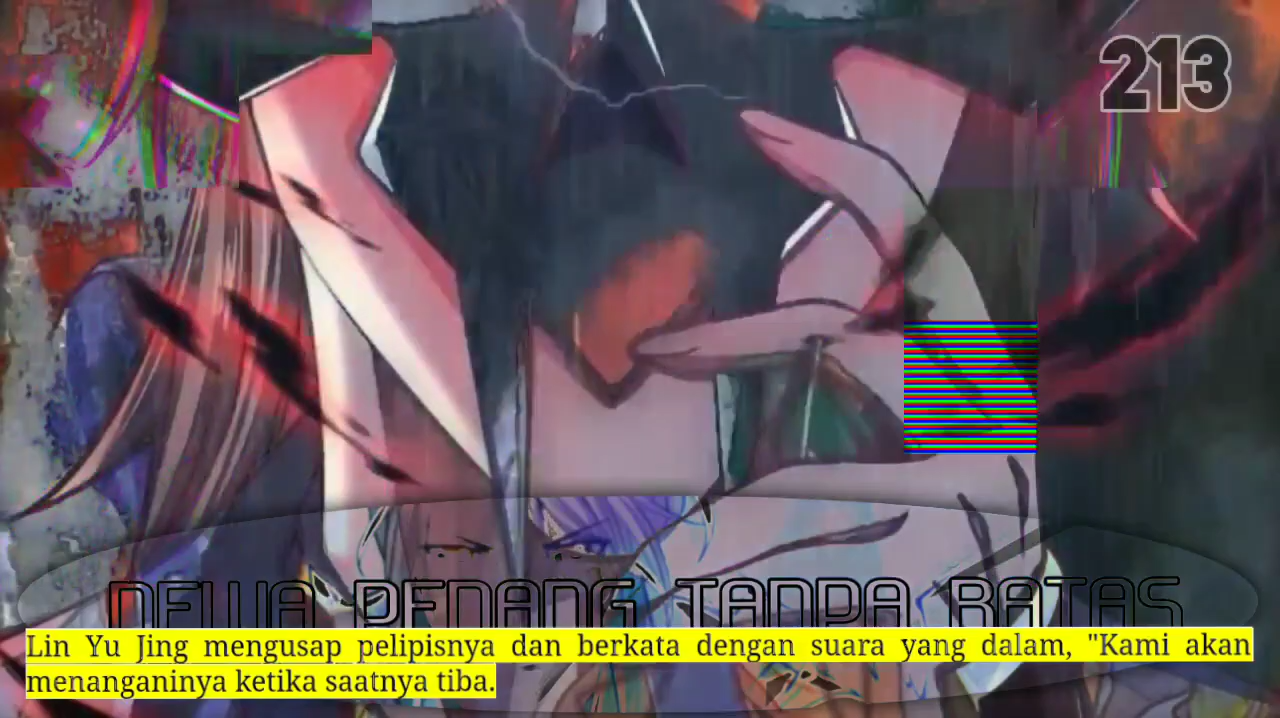 213
DEWA PEDANG TANPA BATAS
Lin Yu Jing mengusap pelipisnya dan berkata dengan suara yang dalam, "Kami akan
menanganinya ketika saatnya tiba.